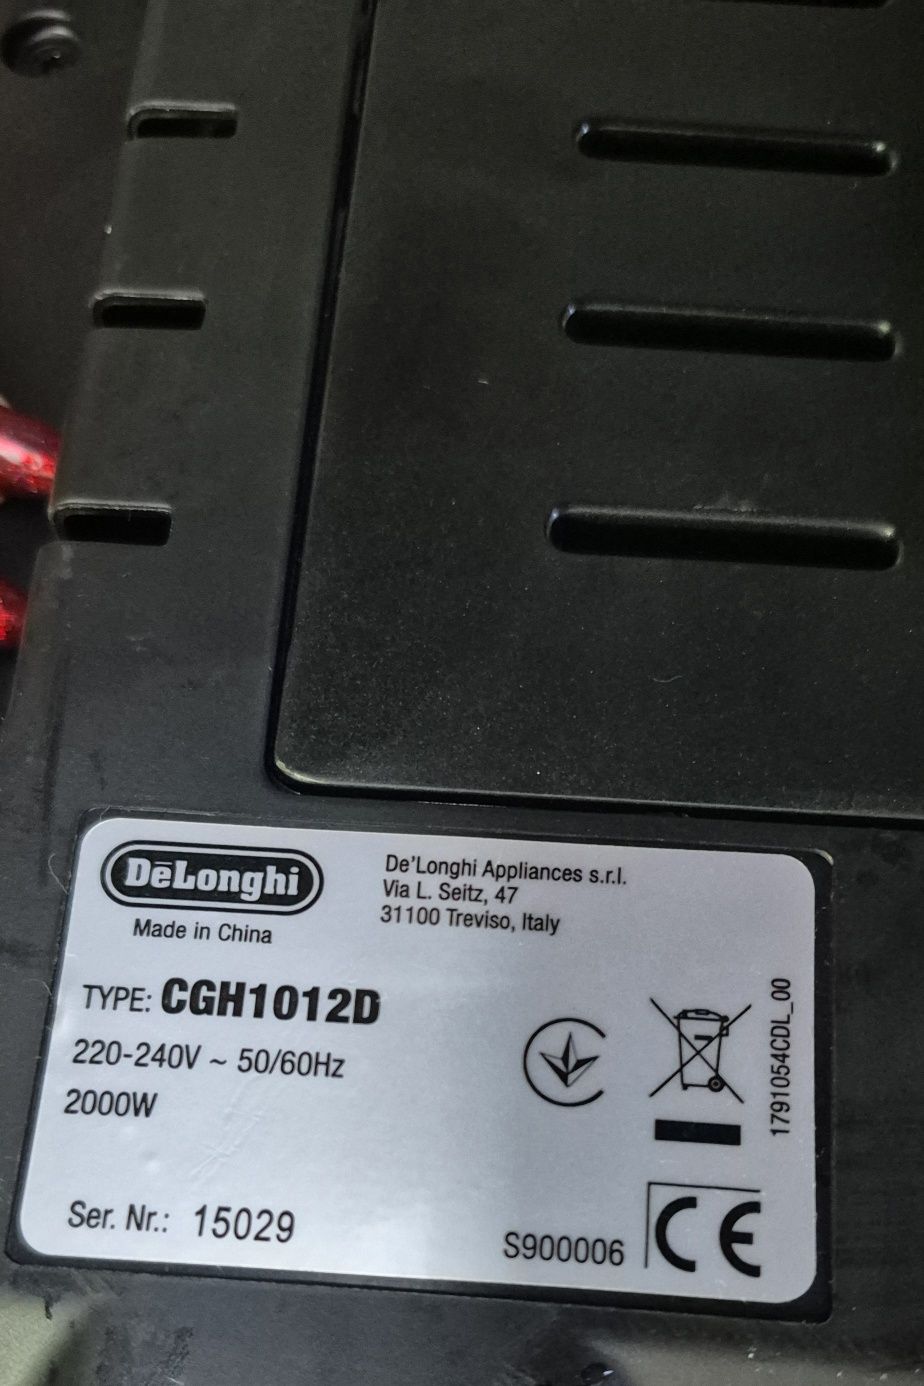 DēLonghi
Made in China
De'Longhi Appliances s.r.l.
Via L. Seitz, 47
31100 Treviso, Italy
TYPE: CGH1012D
220-240V ~ 50/60Hz
2000W
Ser. Nr.: 15029
S900006
CE
1791054CDL_00